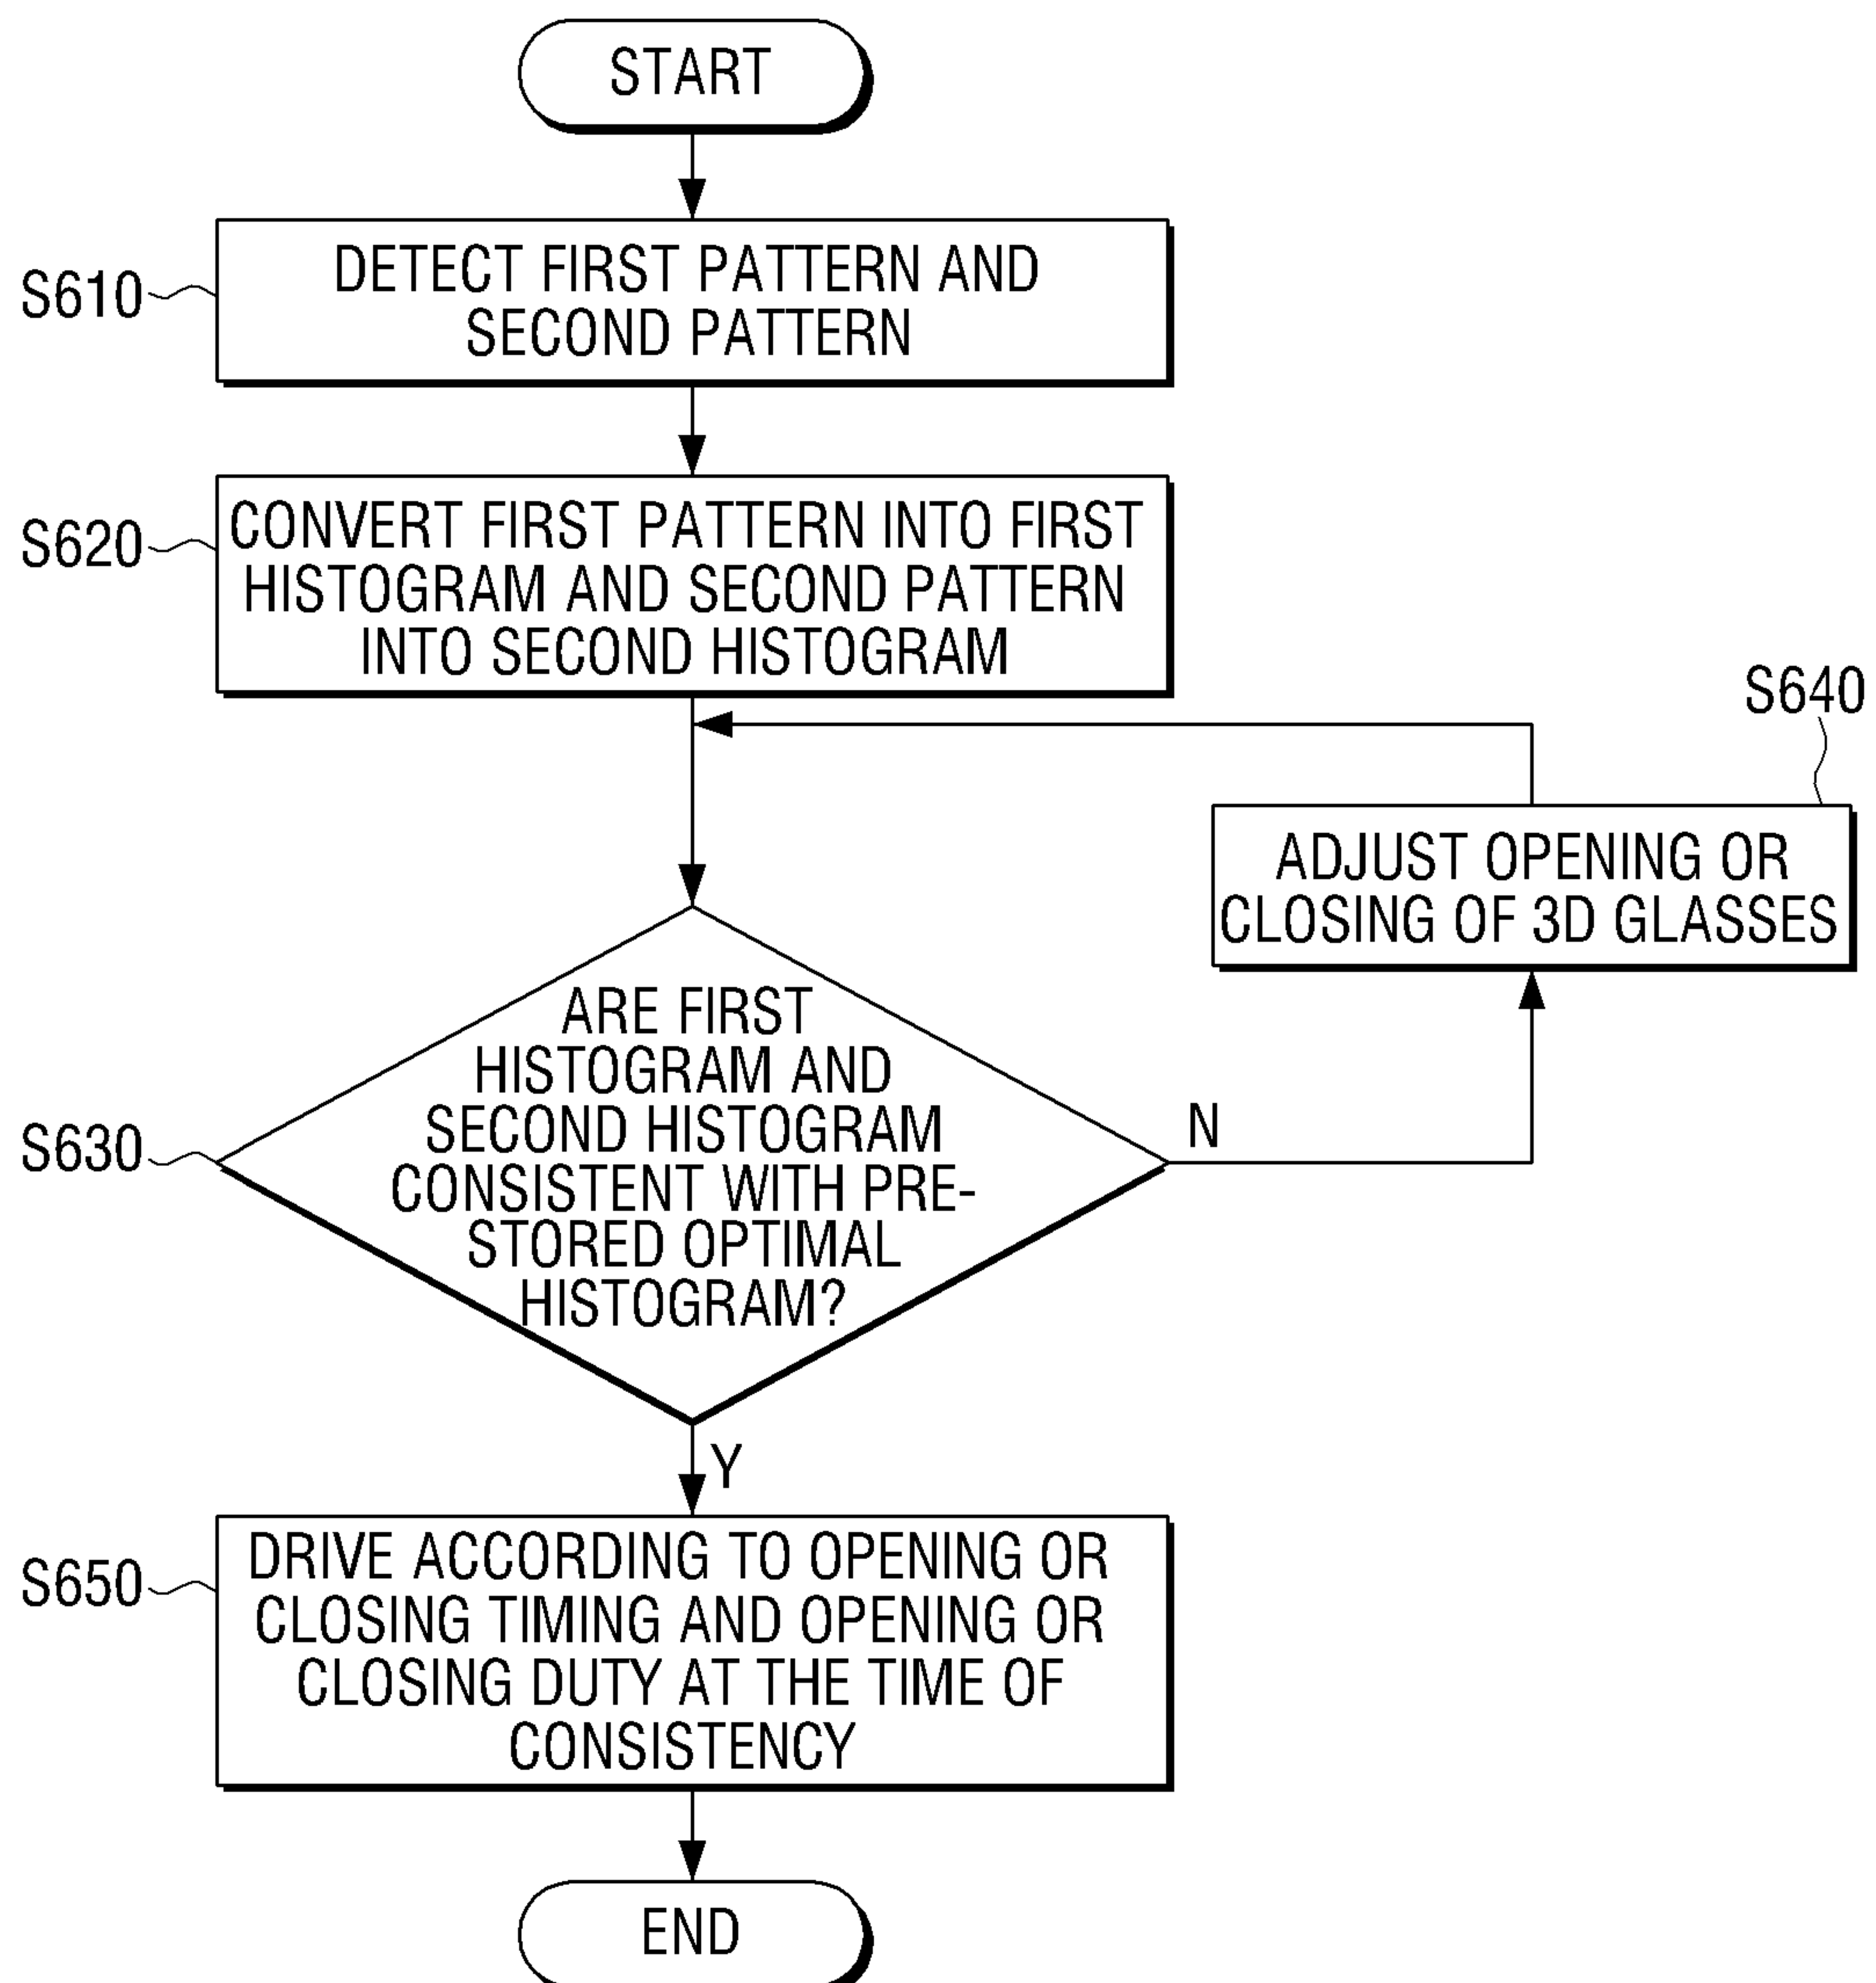 START
S610
DETECT FIRST PATTERN AND
SECOND PATTERN
S620
CONVERT FIRST PATTERN INTO FIRST
HISTOGRAM AND SECOND PATTERN
INTO SECOND HISTOGRAM
S640
ADJUST OPENING OR
CLOSING OF 3D GLASSES
S630
ARE FIRST
HISTOGRAM AND
SECOND HISTOGRAM
CONSISTENT WITH PRE-
STORED OPTIMAL
HISTOGRAM?
N
Y
S650
DRIVE ACCORDING TO OPENING OR
CLOSING TIMING AND OPENING OR
CLOSING DUTY AT THE TIME OF
CONSISTENCY
END